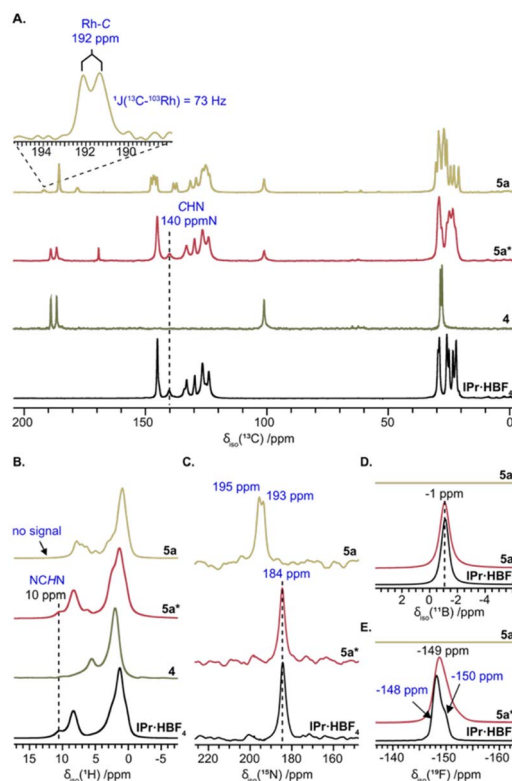 A.
Rh-C
192 ppm
¹J(¹³C-¹⁰³Rh) = 73 Hz
194 192 190
5a
CHN
140 ppmN
5a*
4
IPr·HBF₄
200 150 100 50 0
δiso(¹³C) /ppm
B.
no signal
5a
NCHN
10 ppm
5a*
4
IPr·HBF₄
15 10 5 0 -5
δiso(¹H) /ppm
C.
195 ppm 193 ppm
5a
184 ppm
5a*
IPr·HBF₄
220 200 180 160
δiso(¹⁵N) /ppm
D.
5a
-1 ppm
5a*
IPr·HBF₄
2 0 -2 -4
δiso(¹¹B) /ppm
E.
5a
-149 ppm
-148 ppm
-150 ppm
5a*
IPr·HBF₄
-140 -150 -160
δiso(¹⁹F) /ppm